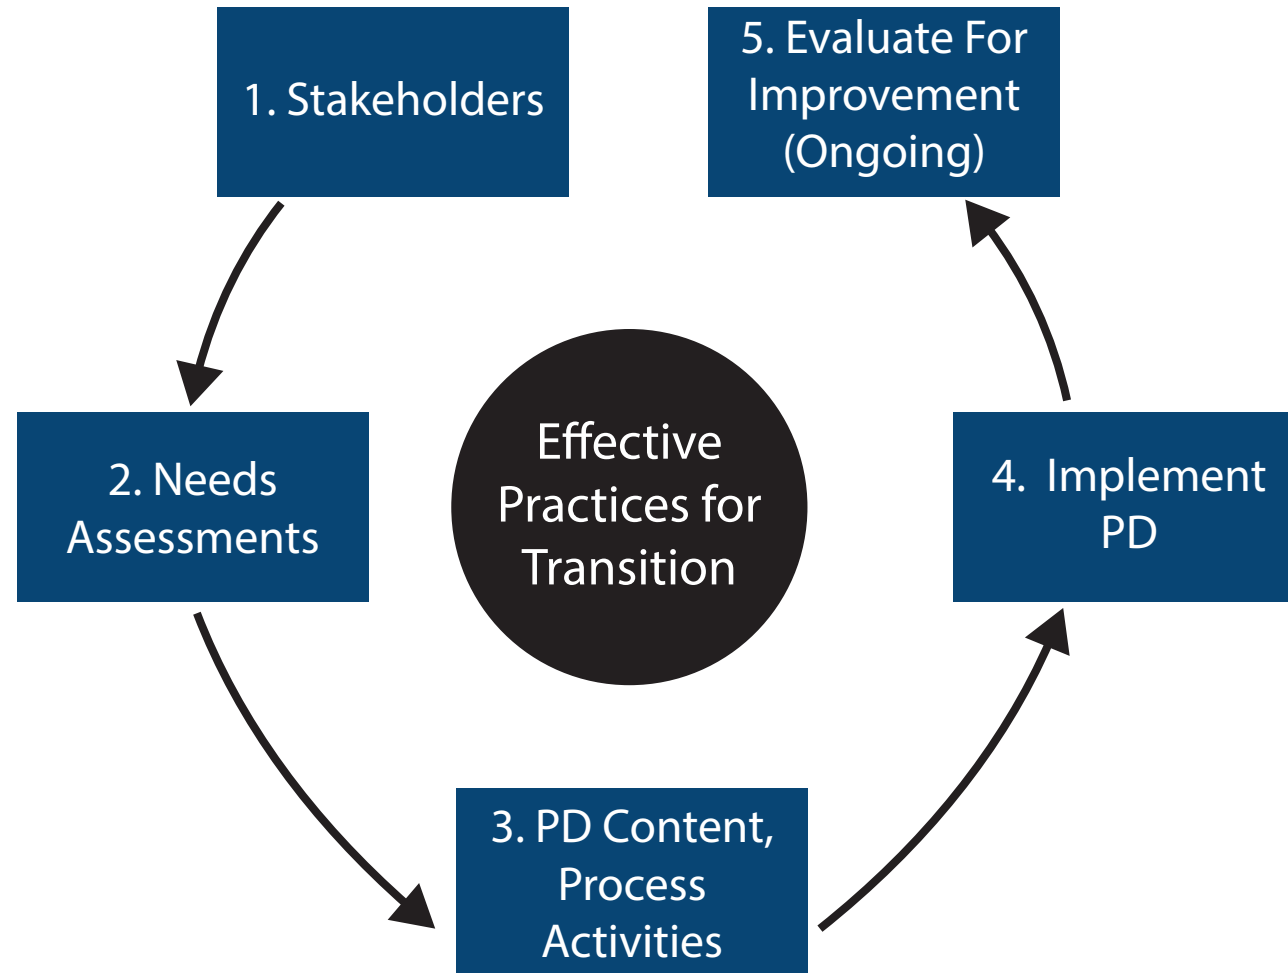 1. Stakeholders
2. Needs
Assessments
3. PD Content,
Process
Activities
4.  Implement
PD
5. Evaluate For
Improvement
(Ongoing)
Effective
Practices for
Transition